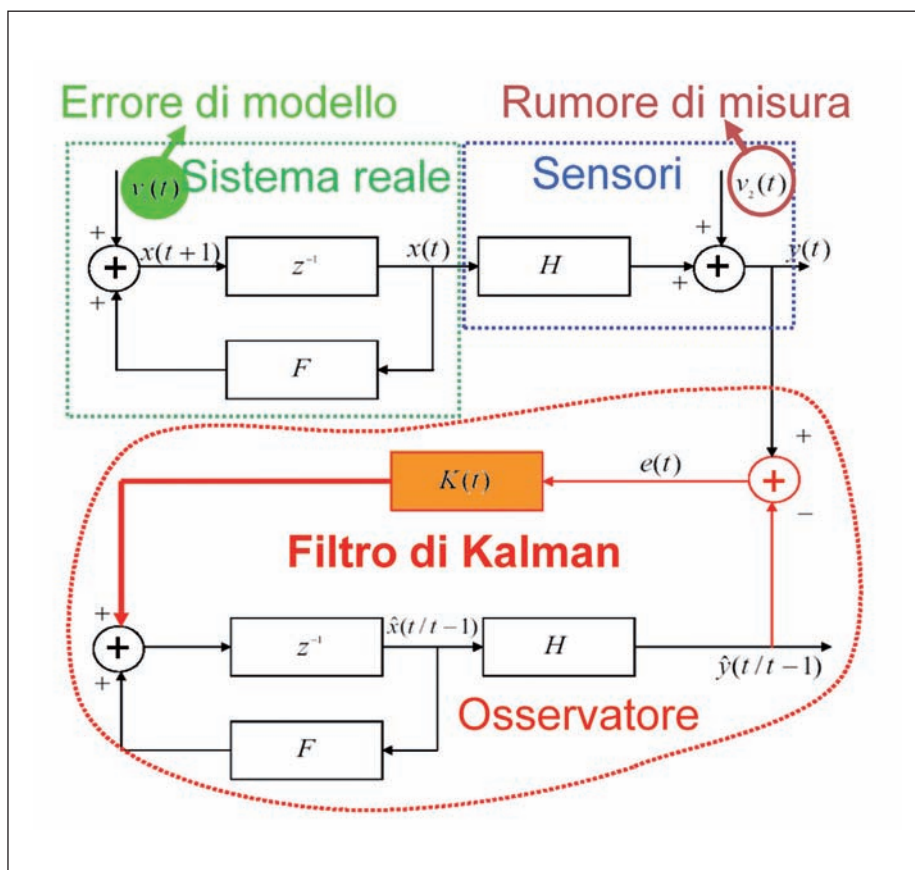 Errore di modello
Rumore di misura
Sistema reale
Sensori
v(t)
v₂(t)
+
x(t+1)
z⁻¹
x(t)
H
+
+
y(t)
+
+
+
F
+
K(t)
e(t)
+
−
Filtro di Kalman
+
+
z⁻¹
x̂(t/t−1)
H
ŷ(t/t−1)
+
F
Osservatore